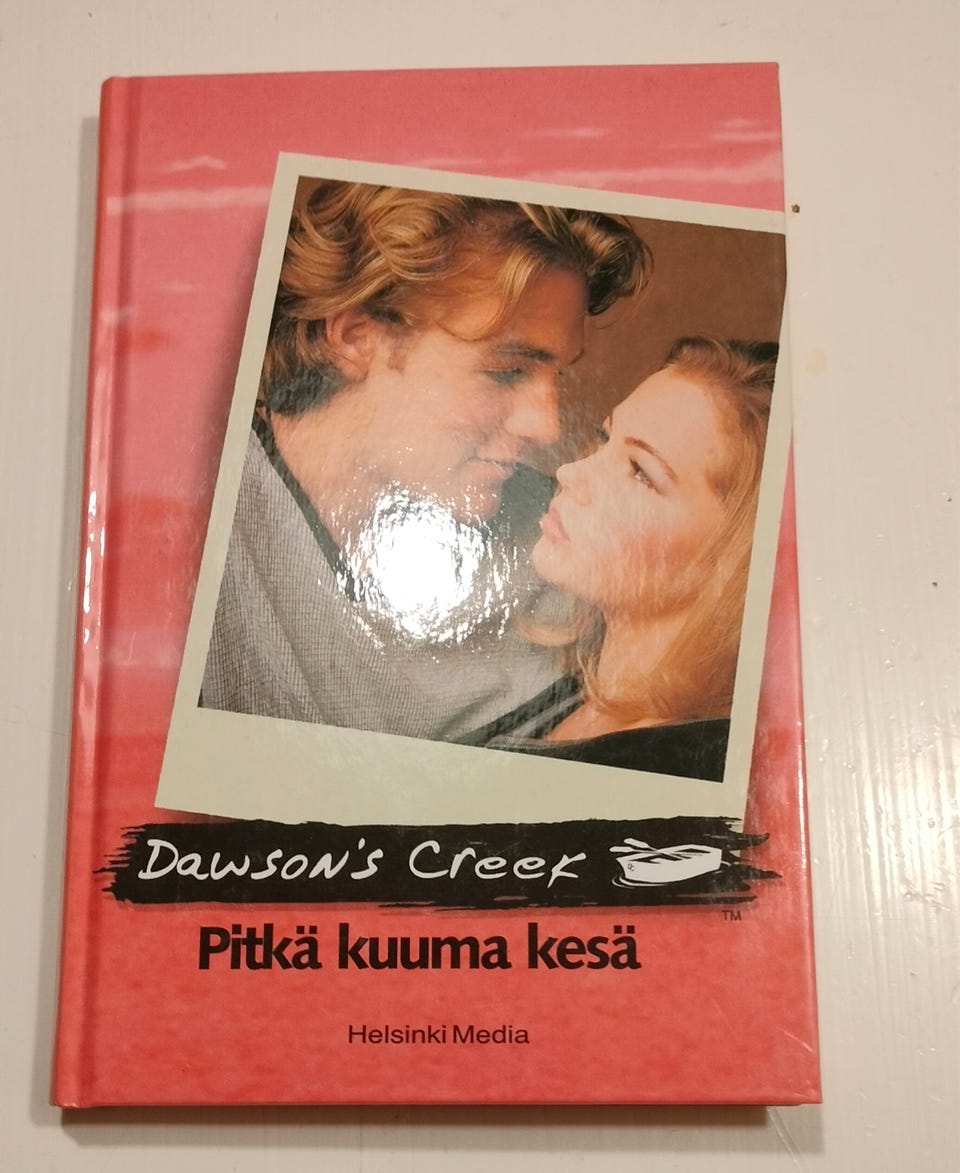 Dawson's Creek
TM
Pitkä kuuma kesä
Helsinki Media